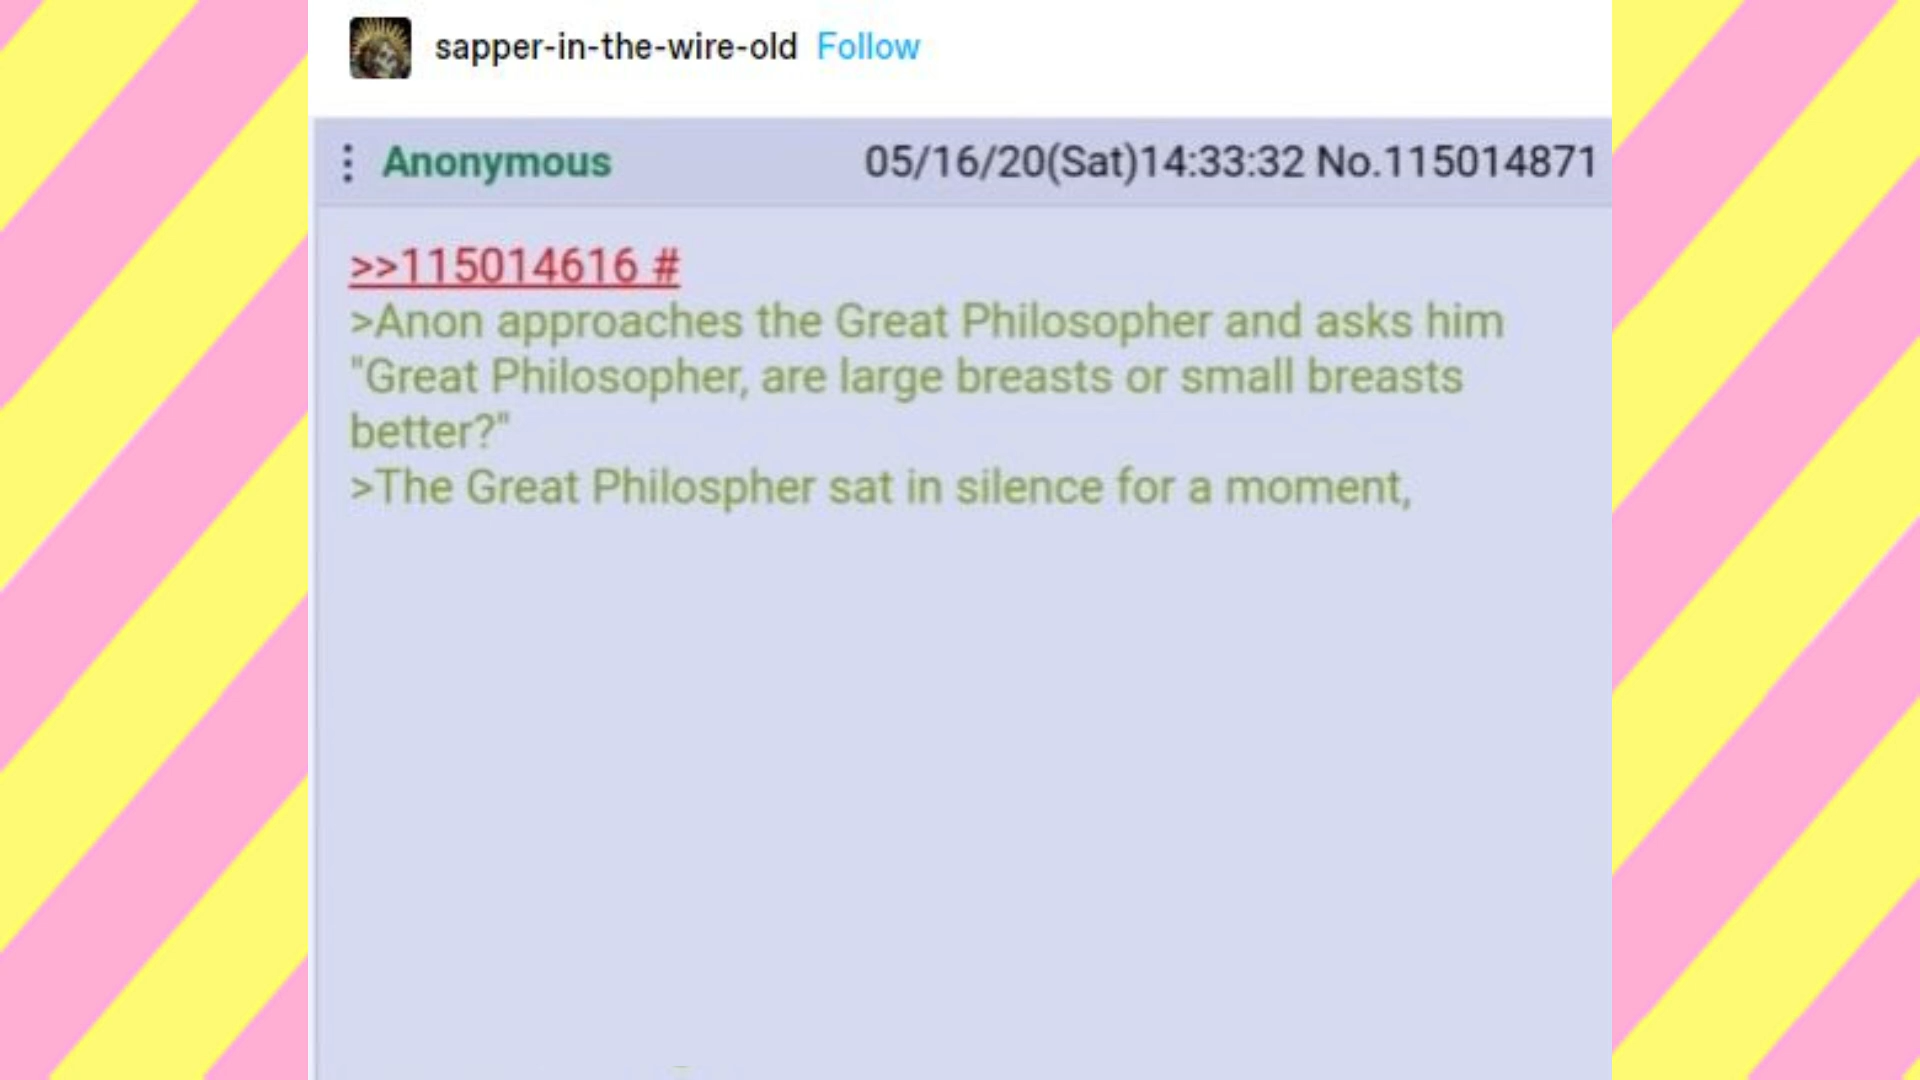 sapper-in-the-wire-old Follow
Anonymous 05/16/20(Sat)14:33:32 No.115014871
>>115014616 #
>Anon approaches the Great Philosopher and asks him
"Great Philosopher, are large breasts or small breasts
better?"
>The Great Philospher sat in silence for a moment,